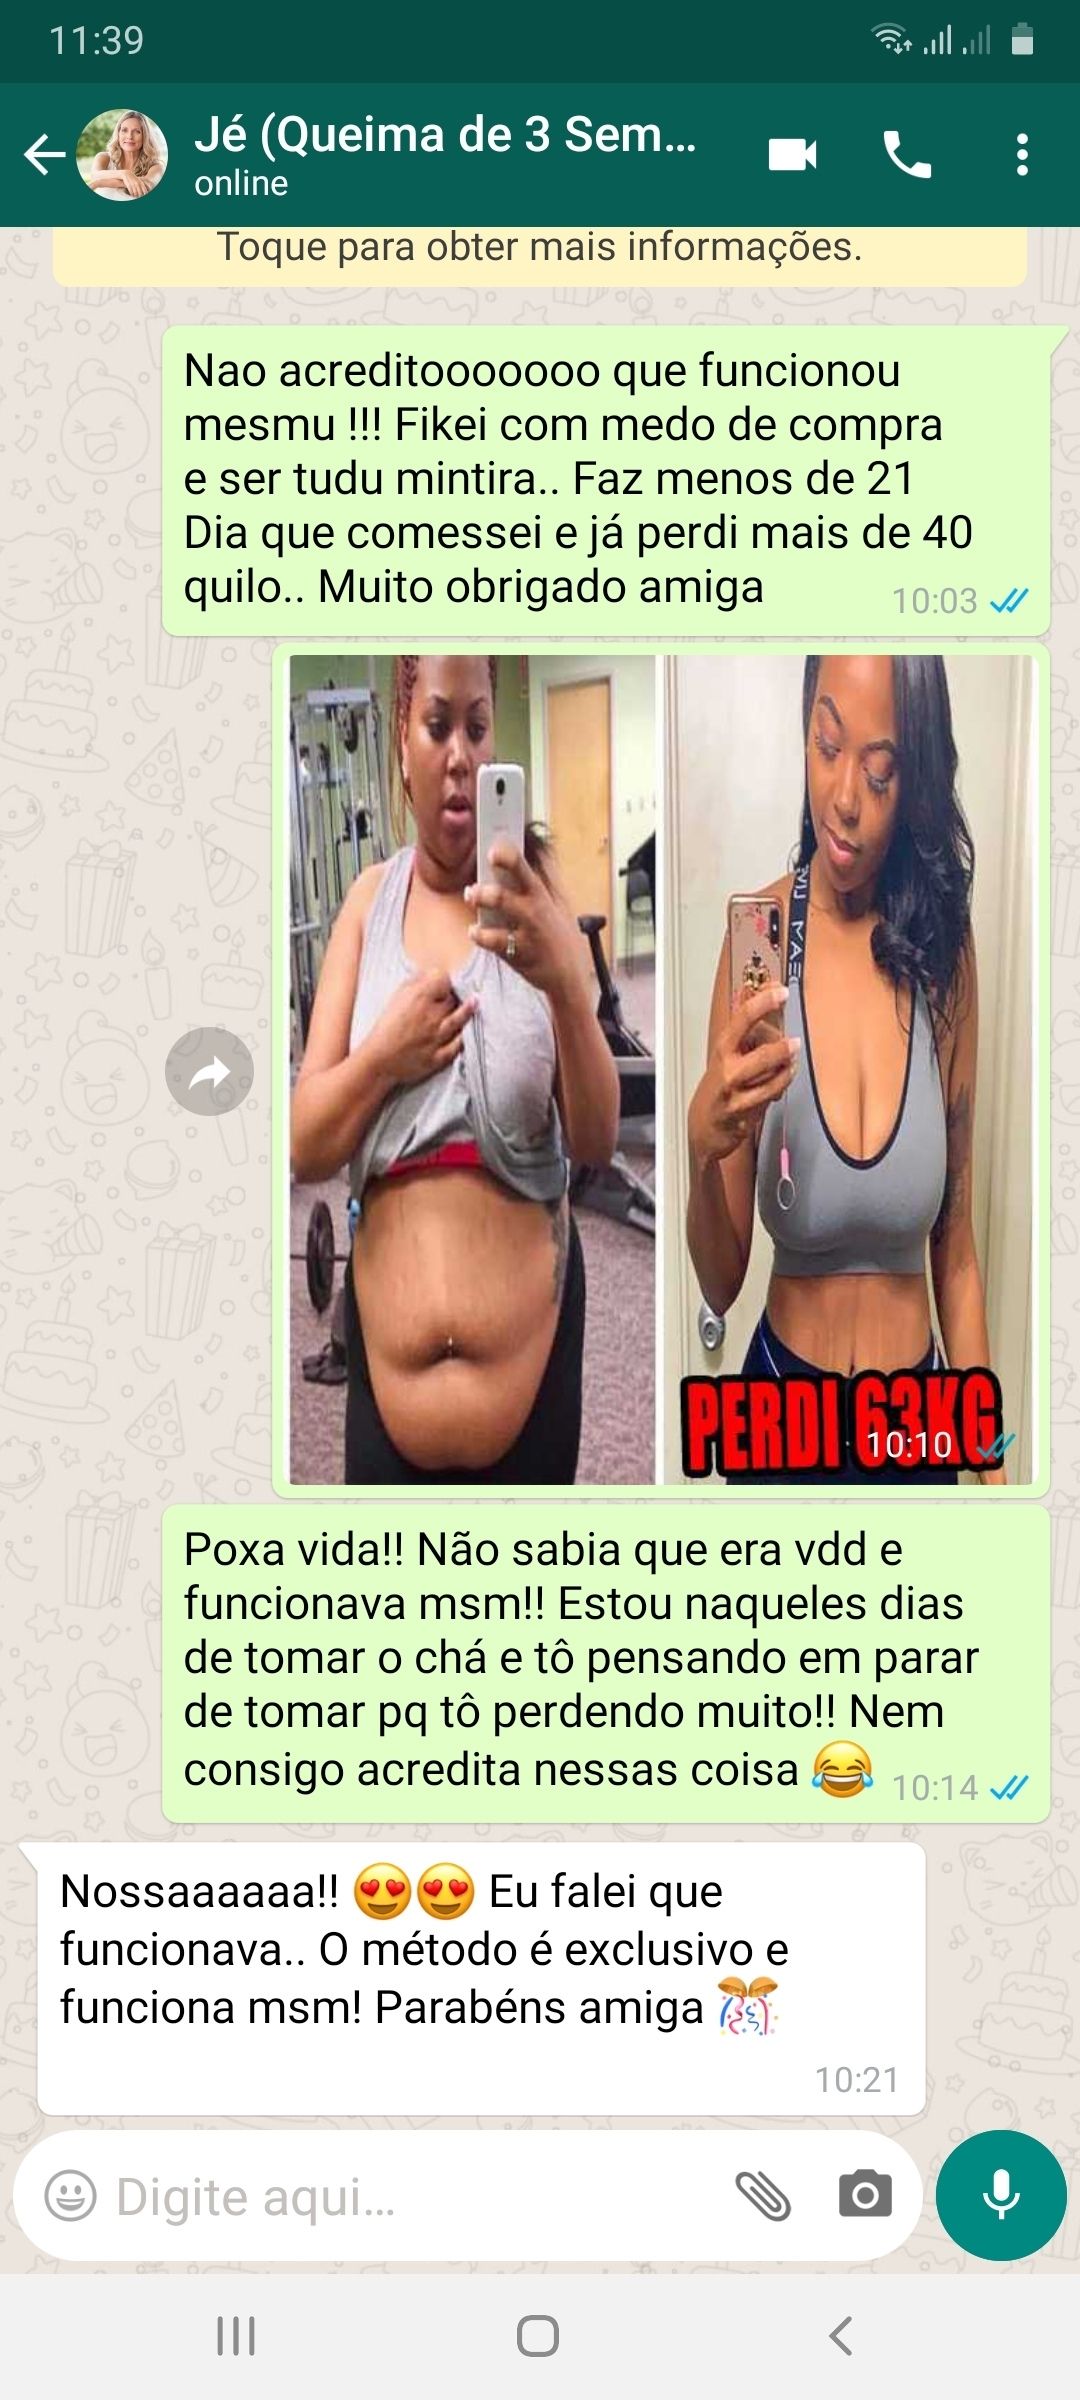 11:39
Jé (Queima de 3 Sem...
online
Toque para obter mais informações.
Nao acreditooooooo que funcionou
mesmu !!! Fikei com medo de compra
e ser tudu mintira.. Faz menos de 21
Dia que comessei e já perdi mais de 40
quilo.. Muito obrigado amiga
10:03
PERDI 63KG
10:10
Poxa vida!! Não sabia que era vdd e
funcionava msm!! Estou naqueles dias
de tomar o chá e tô pensando em parar
de tomar pq tô perdendo muito!! Nem
consigo acredita nessas coisa 😂
10:14
Nossaaaaaa!! 😍😍 Eu falei que
funcionava.. O método é exclusivo e
funciona msm! Parabéns amiga 🎊
10:21
Digite aqui...